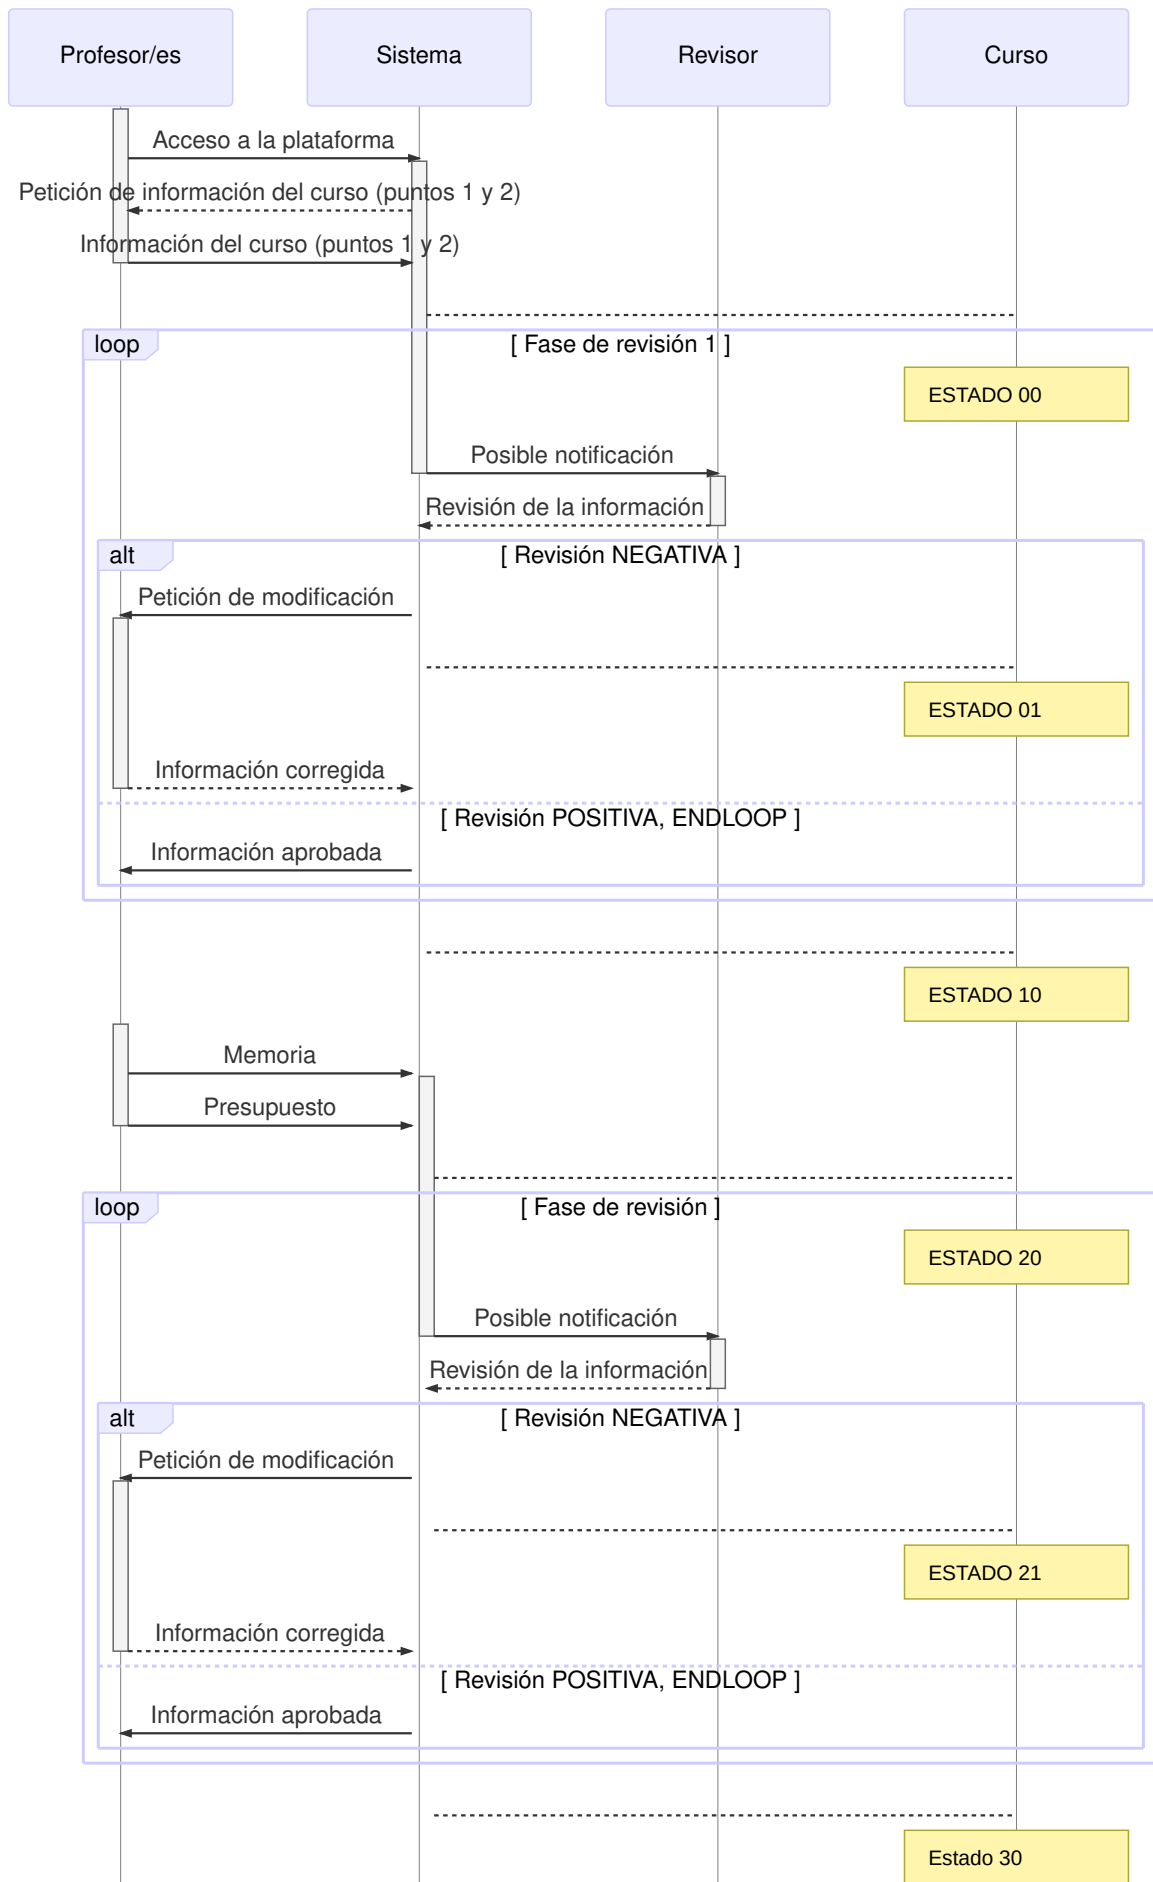 Profesor/es
Sistema
Revisor
Curso
Acceso a la plataforma
Petición de información del curso (puntos 1 y 2)
Información del curso (puntos 1 y 2)
loop
[ Fase de revisión 1 ]
ESTADO 00
Posible notificación
Revisión de la información
alt
[ Revisión NEGATIVA ]
Petición de modificación
ESTADO 01
Información corregida
[ Revisión POSITIVA, ENDLOOP ]
Información aprobada
ESTADO 10
Memoria
Presupuesto
loop
[ Fase de revisión ]
ESTADO 20
Posible notificación
Revisión de la información
alt
[ Revisión NEGATIVA ]
Petición de modificación
ESTADO 21
Información corregida
[ Revisión POSITIVA, ENDLOOP ]
Información aprobada
Estado 30